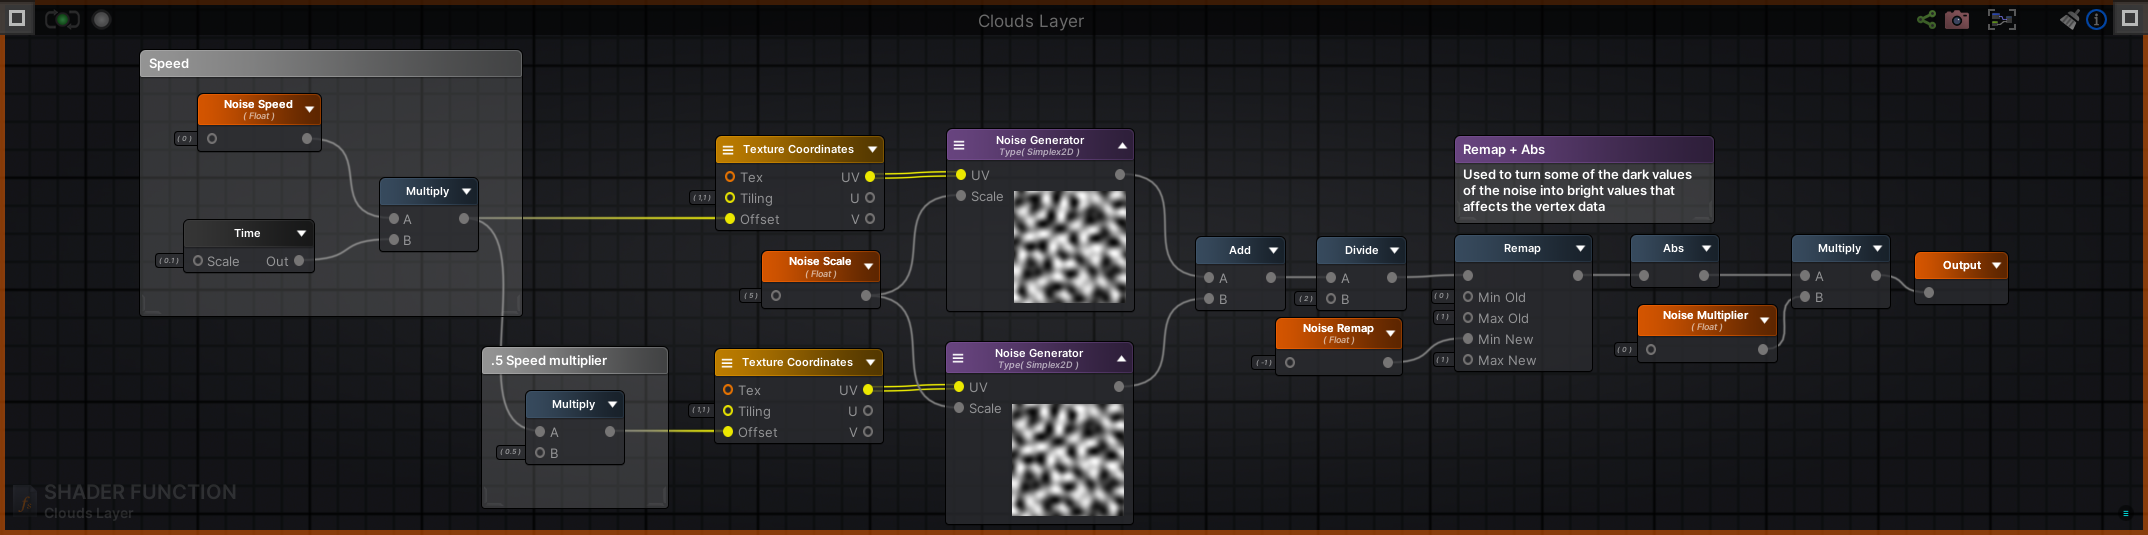 Clouds Layer
Speed
Noise Speed
( Float )
( 0 )
Multiply
A
B
Time
( 0.1 )
Scale
Out
.5 Speed multiplier
Multiply
A
( 0.5 )
B
Texture Coordinates
Tex
UV
( 1,1 )
Tiling
U
Offset
V
Noise Scale
( Float )
( 5 )
Texture Coordinates
Tex
UV
( 1,1 )
Tiling
U
Offset
V
Noise Generator
Type( Simplex2D )
UV
Scale
Noise Generator
Type( Simplex2D )
UV
Scale
Add
A
B
Divide
A
( 2 )
B
Noise Remap
( Float )
( -1 )
Remap + Abs
Used to turn some of the dark values
of the noise into bright values that
affects the vertex data
Remap
( 0 )
Min Old
( 1 )
Max Old
Min New
( 1 )
Max New
Abs
Noise Multiplier
( Float )
( 0 )
Multiply
A
B
Output
SHADER FUNCTION
Clouds Layer